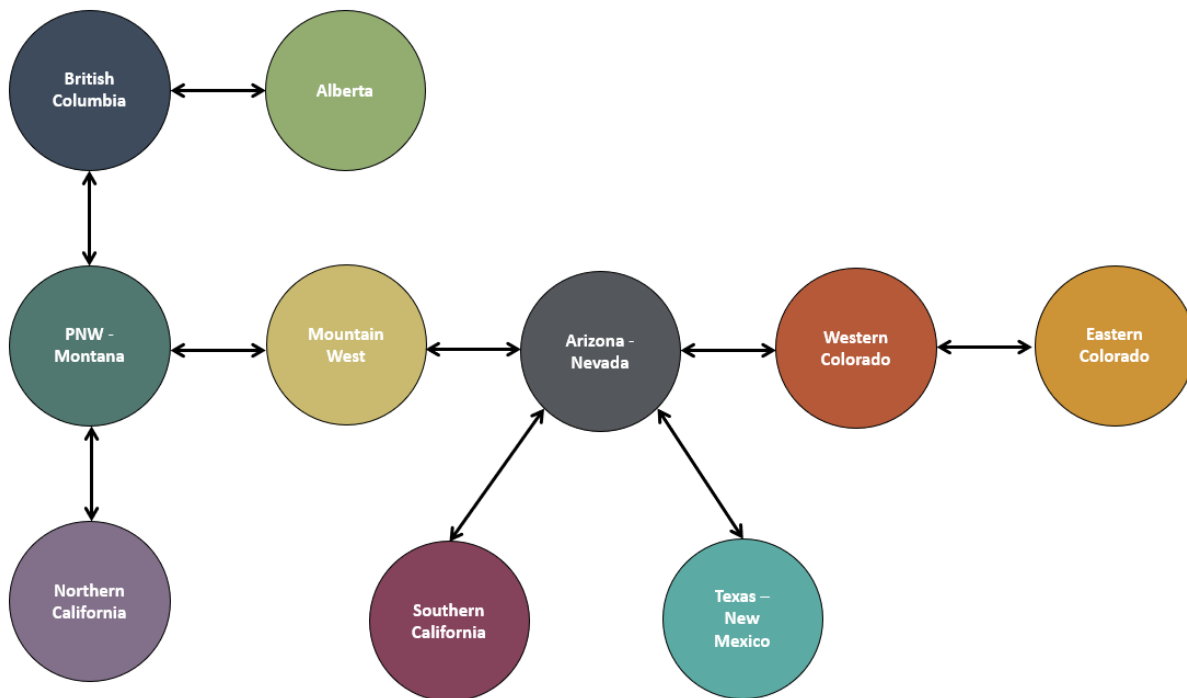 British
Columbia
Alberta
PNW -
Montana
Mountain
West
Arizona -
Nevada
Western
Colorado
Eastern
Colorado
Northern
California
Southern
California
Texas –
New
Mexico